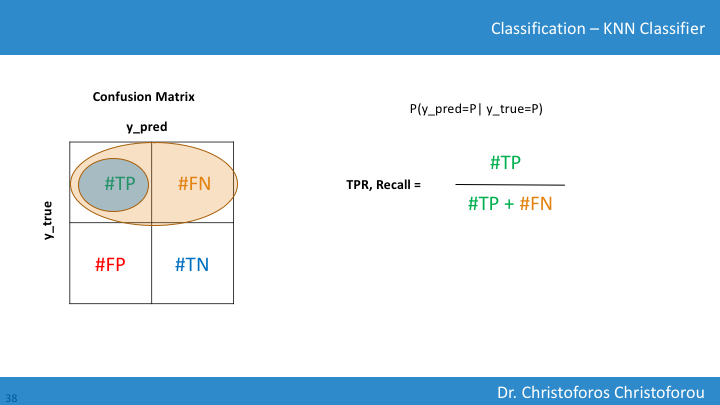 Classification – KNN Classifier
Confusion Matrix
y_pred
y_true
#TP #FN
#FP #TN
P(y_pred=P| y_true=P)
TPR, Recall =
#TP
#TP + #FN
38
Dr. Christoforos Christoforou